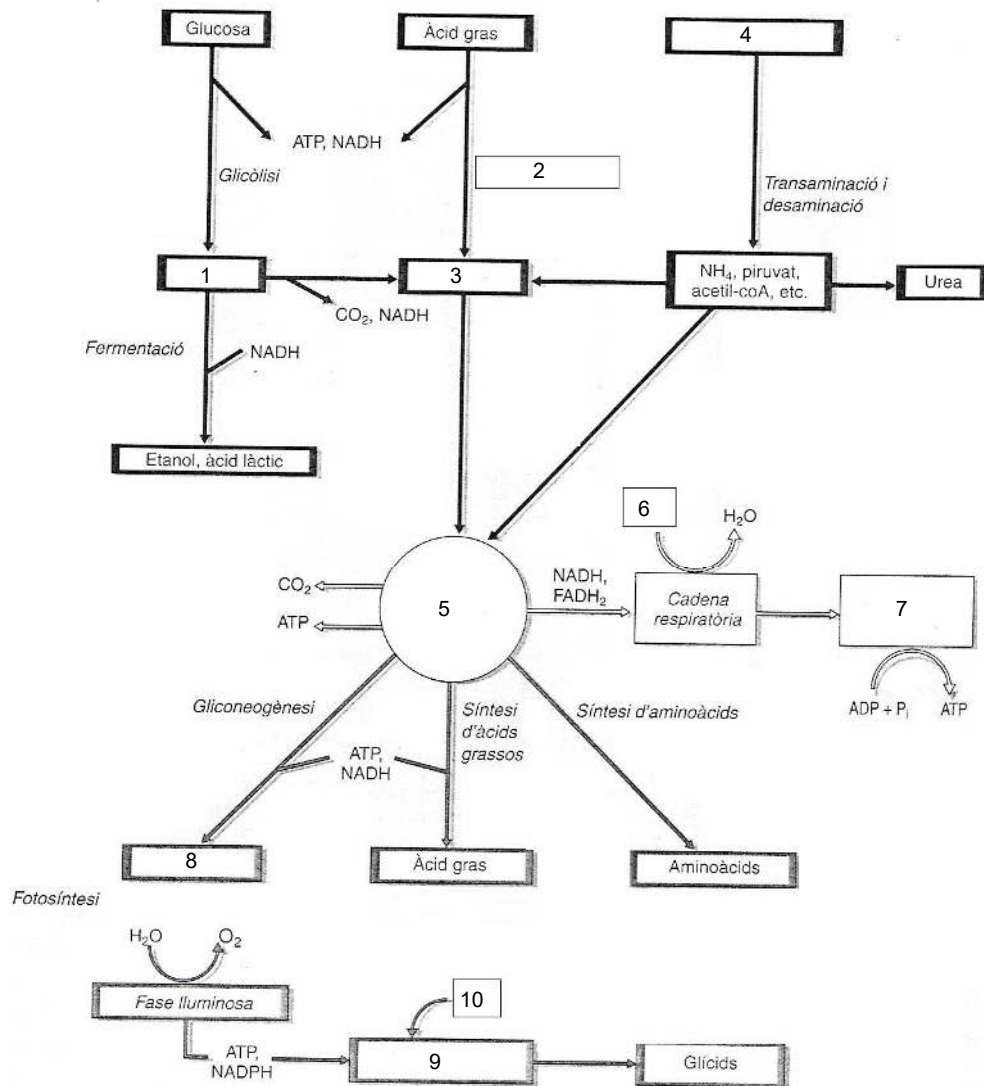 Glucosa
Àcid gras
4
ATP, NADH
Glicòlisi
2
Transaminació i
desaminació
1
3
NH₄, piruvat,
acetil-coA, etc.
Urea
CO₂, NADH
Fermentació
NADH
Etanol, àcid làctic
6
H₂O
CO₂
ATP
5
NADH,
FADH₂
Cadena
respiratòria
7
ADP + Pᵢ
ATP
Gliconeogènesi
Síntesi
d'àcids
grassos
Síntesi d'aminoàcids
ATP,
NADH
8
Àcid gras
Aminoàcids
Fotosíntesi
H₂O
O₂
Fase lluminosa
10
ATP,
NADPH
9
Glícids